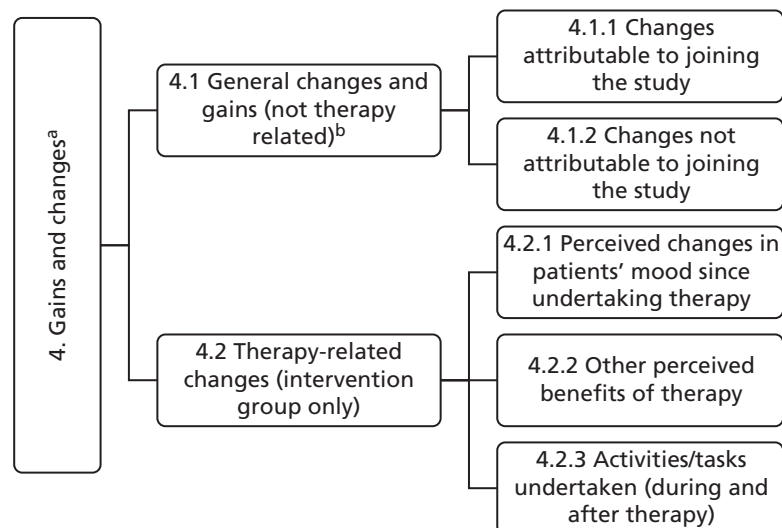 4. Gains and changesa
4.1 General changes and
gains (not therapy
related)b
4.1.1 Changes
attributable to joining
the study
4.1.2 Changes not
attributable to joining
the study
4.2 Therapy-related
changes (intervention
group only)
4.2.1 Perceived changes in
patients’ mood since
undertaking therapy
4.2.2 Other perceived
benefits of therapy
4.2.3 Activities/tasks
undertaken (during and
after therapy)